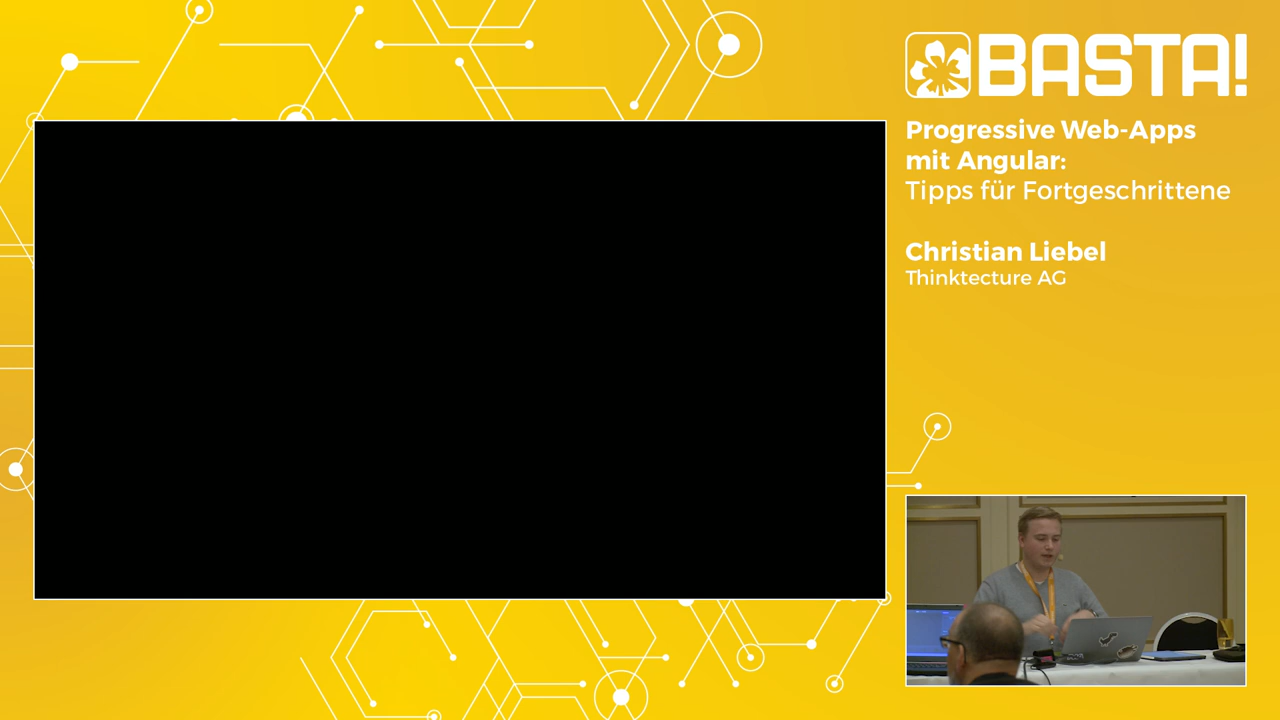 BASTA!
Progressive Web-Apps
mit Angular:
Tipps für Fortgeschrittene
Christian Liebel
Thinktecture AG